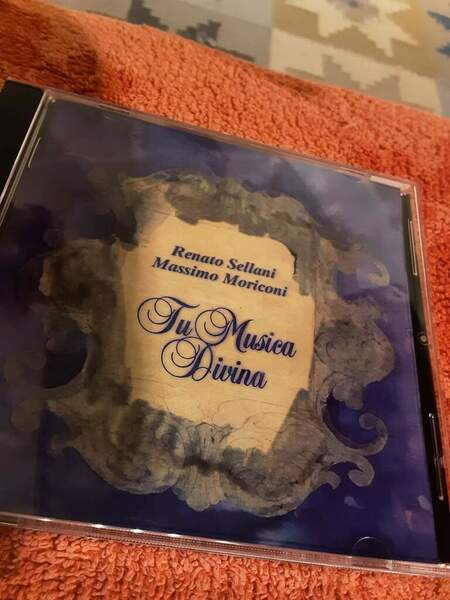 Renato Sellani
Massimo Moriconi
Tu Musica
Divina